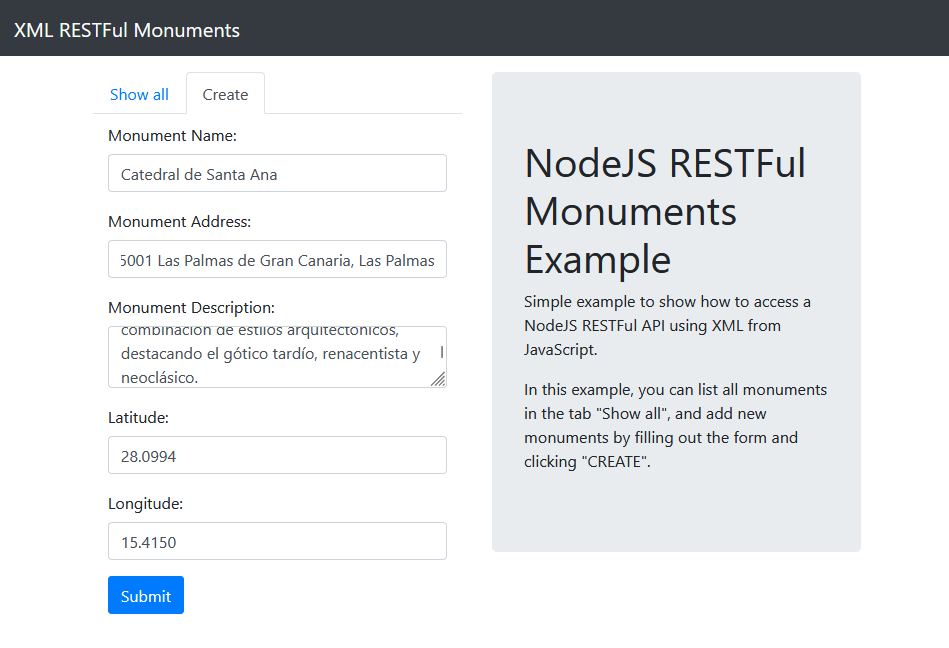 XML RESTFul Monuments
Show all
Create
Monument Name:
Catedral de Santa Ana
Monument Address:
5001 Las Palmas de Gran Canaria, Las Palmas
Monument Description:
combinación de estilos arquitectónicos,
destacando el gótico tardío, renacentista y
neoclásico.
Latitude:
28.0994
Longitude:
15.4150
Submit
NodeJS RESTFul
Monuments
Example
Simple example to show how to access a
NodeJS RESTFul API using XML from
JavaScript.
In this example, you can list all monuments
in the tab "Show all", and add new
monuments by filling out the form and
clicking "CREATE".